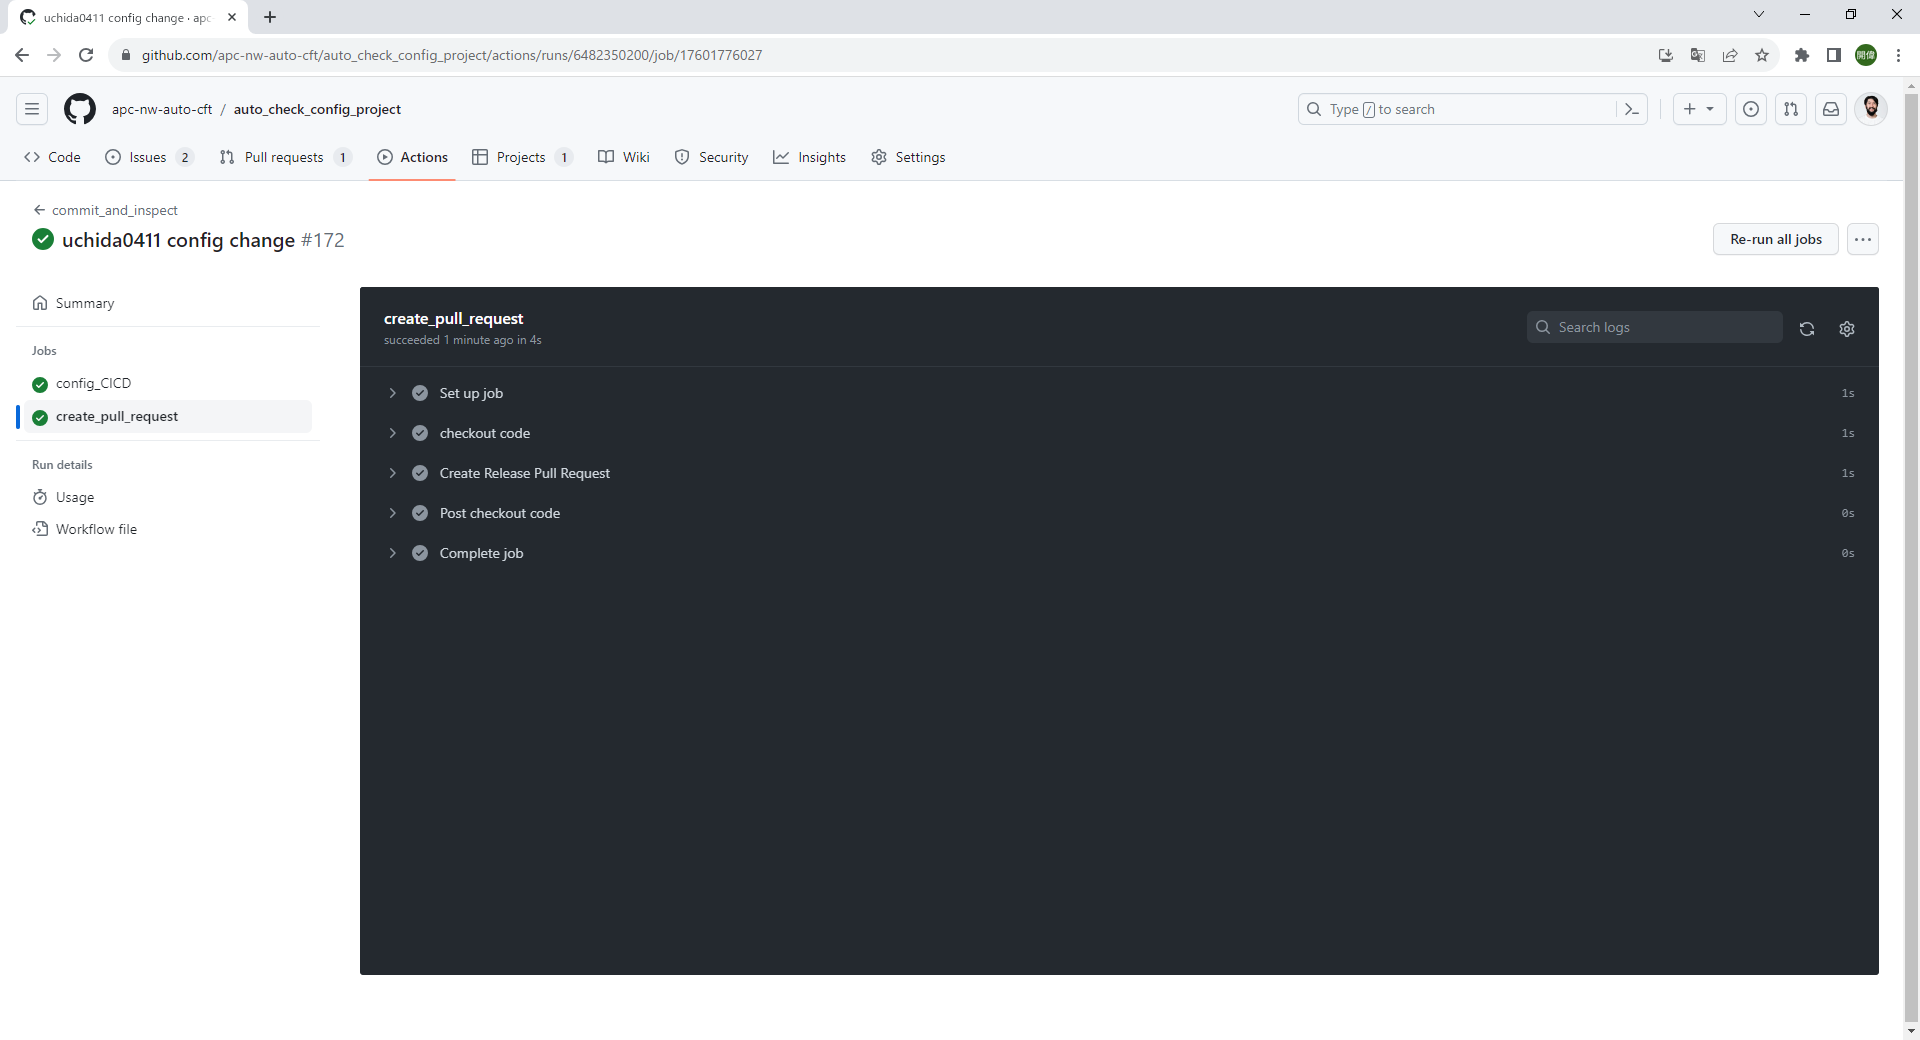 uchida0411 config change · apc
github.com/apc-nw-auto-cft/auto_check_config_project/actions/runs/6482350200/job/17601776027
開偉
apc-nw-auto-cft / auto_check_config_project
Type / to search
Code
Issues 2
Pull requests 1
Actions
Projects 1
Wiki
Security
Insights
Settings
commit_and_inspect
uchida0411 config change #172
Re-run all jobs
Summary
Jobs
config_CICD
create_pull_request
Run details
Usage
Workflow file
create_pull_request
succeeded 1 minute ago in 4s
Search logs
Set up job 1s
checkout code 1s
Create Release Pull Request 1s
Post checkout code 0s
Complete job 0s